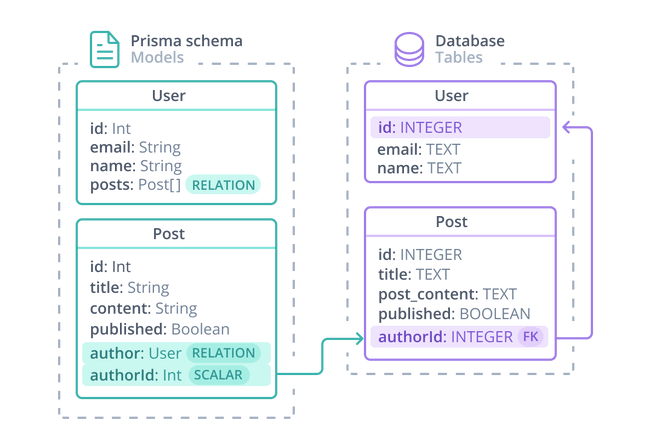 Prisma schema
Models
User
id: Int
email: String
name: String
posts: Post[] RELATION
Post
id: Int
title: String
content: String
published: Boolean
author: User RELATION
authorId: Int SCALAR
Database
Tables
User
id: INTEGER
email: TEXT
name: TEXT
Post
id: INTEGER
title: TEXT
post_content: TEXT
published: BOOLEAN
authorId: INTEGER FK